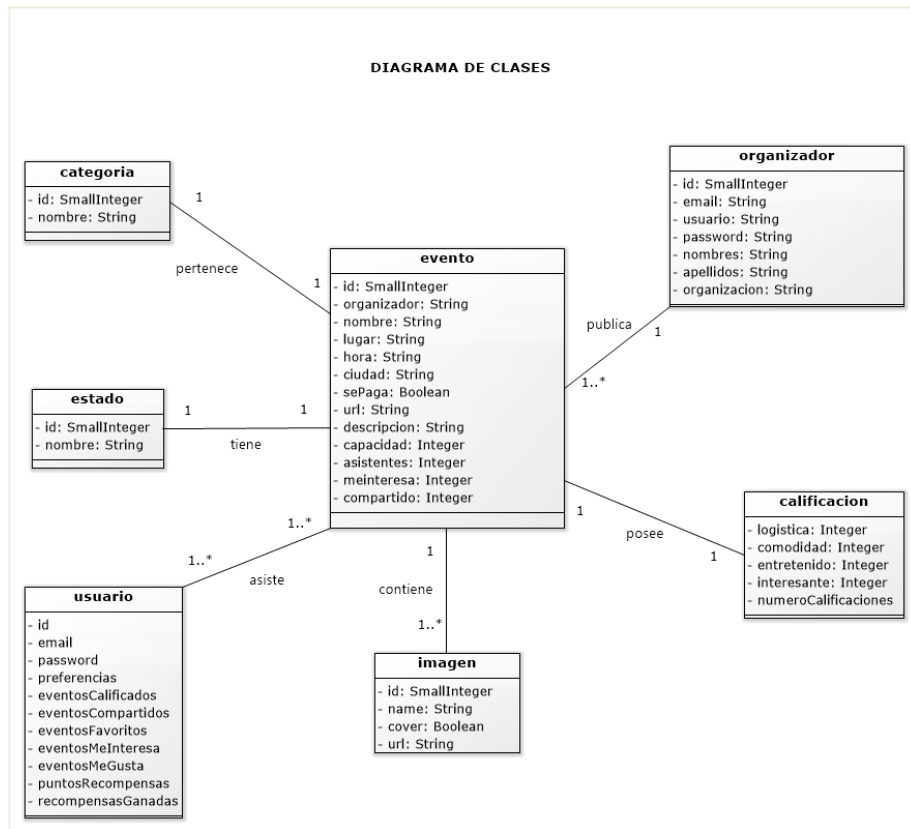 DIAGRAMA DE CLASES
categoria
- id: SmallInteger
- nombre: String
1
pertenece
1
organizador
- id: SmallInteger
- email: String
- usuario: String
- password: String
- nombres: String
- apellidos: String
- organizacion: String
publica
1
1..*
evento
- id: SmallInteger
- organizador: String
- nombre: String
- lugar: String
- hora: String
- ciudad: String
- sePaga: Boolean
- url: String
- descripcion: String
- capacidad: Integer
- asistentes: Integer
- meinteresa: Integer
- compartido: Integer
estado
- id: SmallInteger
- nombre: String
1
1
tiene
1
posee
1
calificacion
- logistica: Integer
- comodidad: Integer
- entretenido: Integer
- interesante: Integer
- numeroCalificaciones
1..*
1..*
asiste
usuario
- id
- email
- password
- preferencias
- eventosCalificados
- eventosCompartidos
- eventosFavoritos
- eventosMeInteresa
- eventosMeGusta
- puntosRecompensas
- recompensasGanadas
1
contiene
1..*
imagen
- id: SmallInteger
- name: String
- cover: Boolean
- url: String